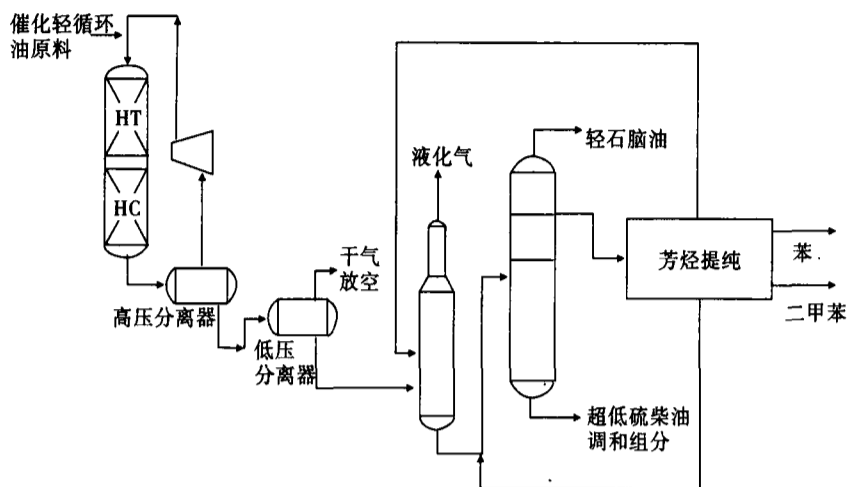 催化轻循环
油原料
HT
HC
高压分离器
干气
放空
低压
分离器
液化气
轻石脑油
芳烃提纯
苯
二甲苯
超低硫柴油
调和组分